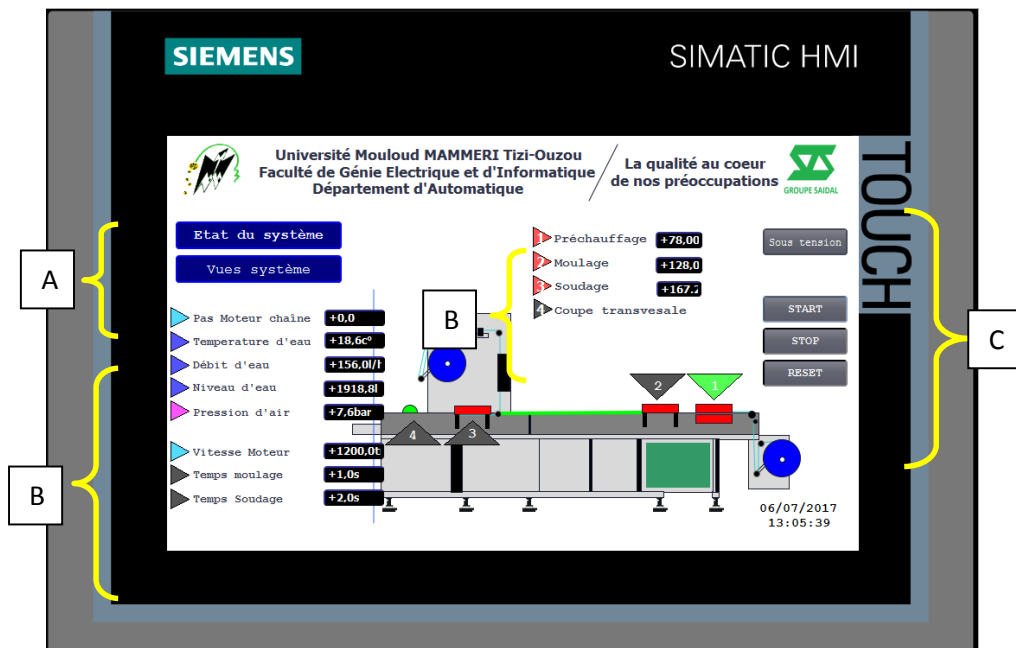 SIEMENS
SIMATIC HMI
TOUCH
Université Mouloud MAMMERI Tizi-Ouzou
Faculté de Génie Electrique et d'Informatique
Département d'Automatique
La qualité au coeur
de nos préoccupations
SDS
GROUPE SAIDAL
A
B
B
C
Etat du système
Vues système
1 Préchauffage +78,00
2 Moulage +128,0
3 Soudage +167.2
4 Coupe transvesale
Sous tension
START
STOP
RESET
Pas Moteur chaîne +0,0
Temperature d'eau +18,6c°
Débit d'eau +156,0l/h
Niveau d'eau +1918,8l
Pression d'air +7,6bar
Vitesse Moteur +1200,0t
Temps moulage +1,0s
Temps Soudage +2,0s
2
1
4
3
06/07/2017
13:05:39